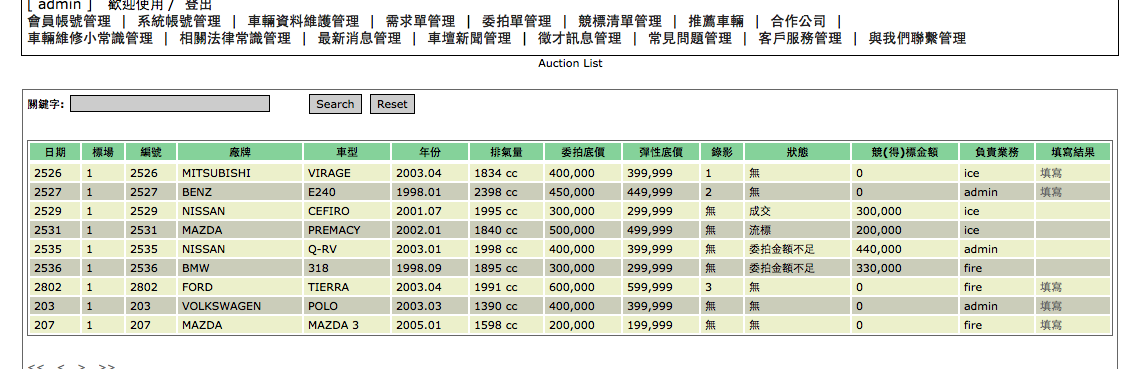 [ admin ] 歡迎使用 / 登出
會員帳號管理 | 系統帳號管理 | 車輛資料維護管理 | 需求單管理 | 委拍單管理 | 競標清單管理 | 推薦車輛 | 合作公司 |
車輛維修小常識管理 | 相關法律常識管理 | 最新消息管理 | 車壇新聞管理 | 徵才訊息管理 | 常見問題管理 | 客戶服務管理 | 與我們聯繫管理
Auction List
關鍵字: Search Reset
日期 標場 編號 廠牌 車型 年份 排氣量 委拍底價 彈性底價 錄影 狀態 競(得)標金額 負責業務 填寫結果
2526 1 2526 MITSUBISHI VIRAGE 2003.04 1834 cc 400,000 399,999 1 無 0 ice 填寫
2527 1 2527 BENZ E240 1998.01 2398 cc 450,000 449,999 2 無 0 admin 填寫
2529 1 2529 NISSAN CEFIRO 2001.07 1995 cc 300,000 299,999 無 成交 300,000 ice
2531 1 2531 MAZDA PREMACY 2002.01 1840 cc 500,000 499,999 無 流標 200,000 ice
2535 1 2535 NISSAN Q-RV 2003.01 1998 cc 400,000 399,999 無 委拍金額不足 440,000 admin
2536 1 2536 BMW 318 1998.09 1895 cc 300,000 299,999 無 委拍金額不足 330,000 fire
2802 1 2802 FORD TIERRA 2003.04 1991 cc 600,000 599,999 3 無 0 fire 填寫
203 1 203 VOLKSWAGEN POLO 2003.03 1390 cc 400,000 399,999 無 無 0 admin 填寫
207 1 207 MAZDA MAZDA 3 2005.01 1598 cc 200,000 199,999 無 無 0 fire 填寫
<< < > >>